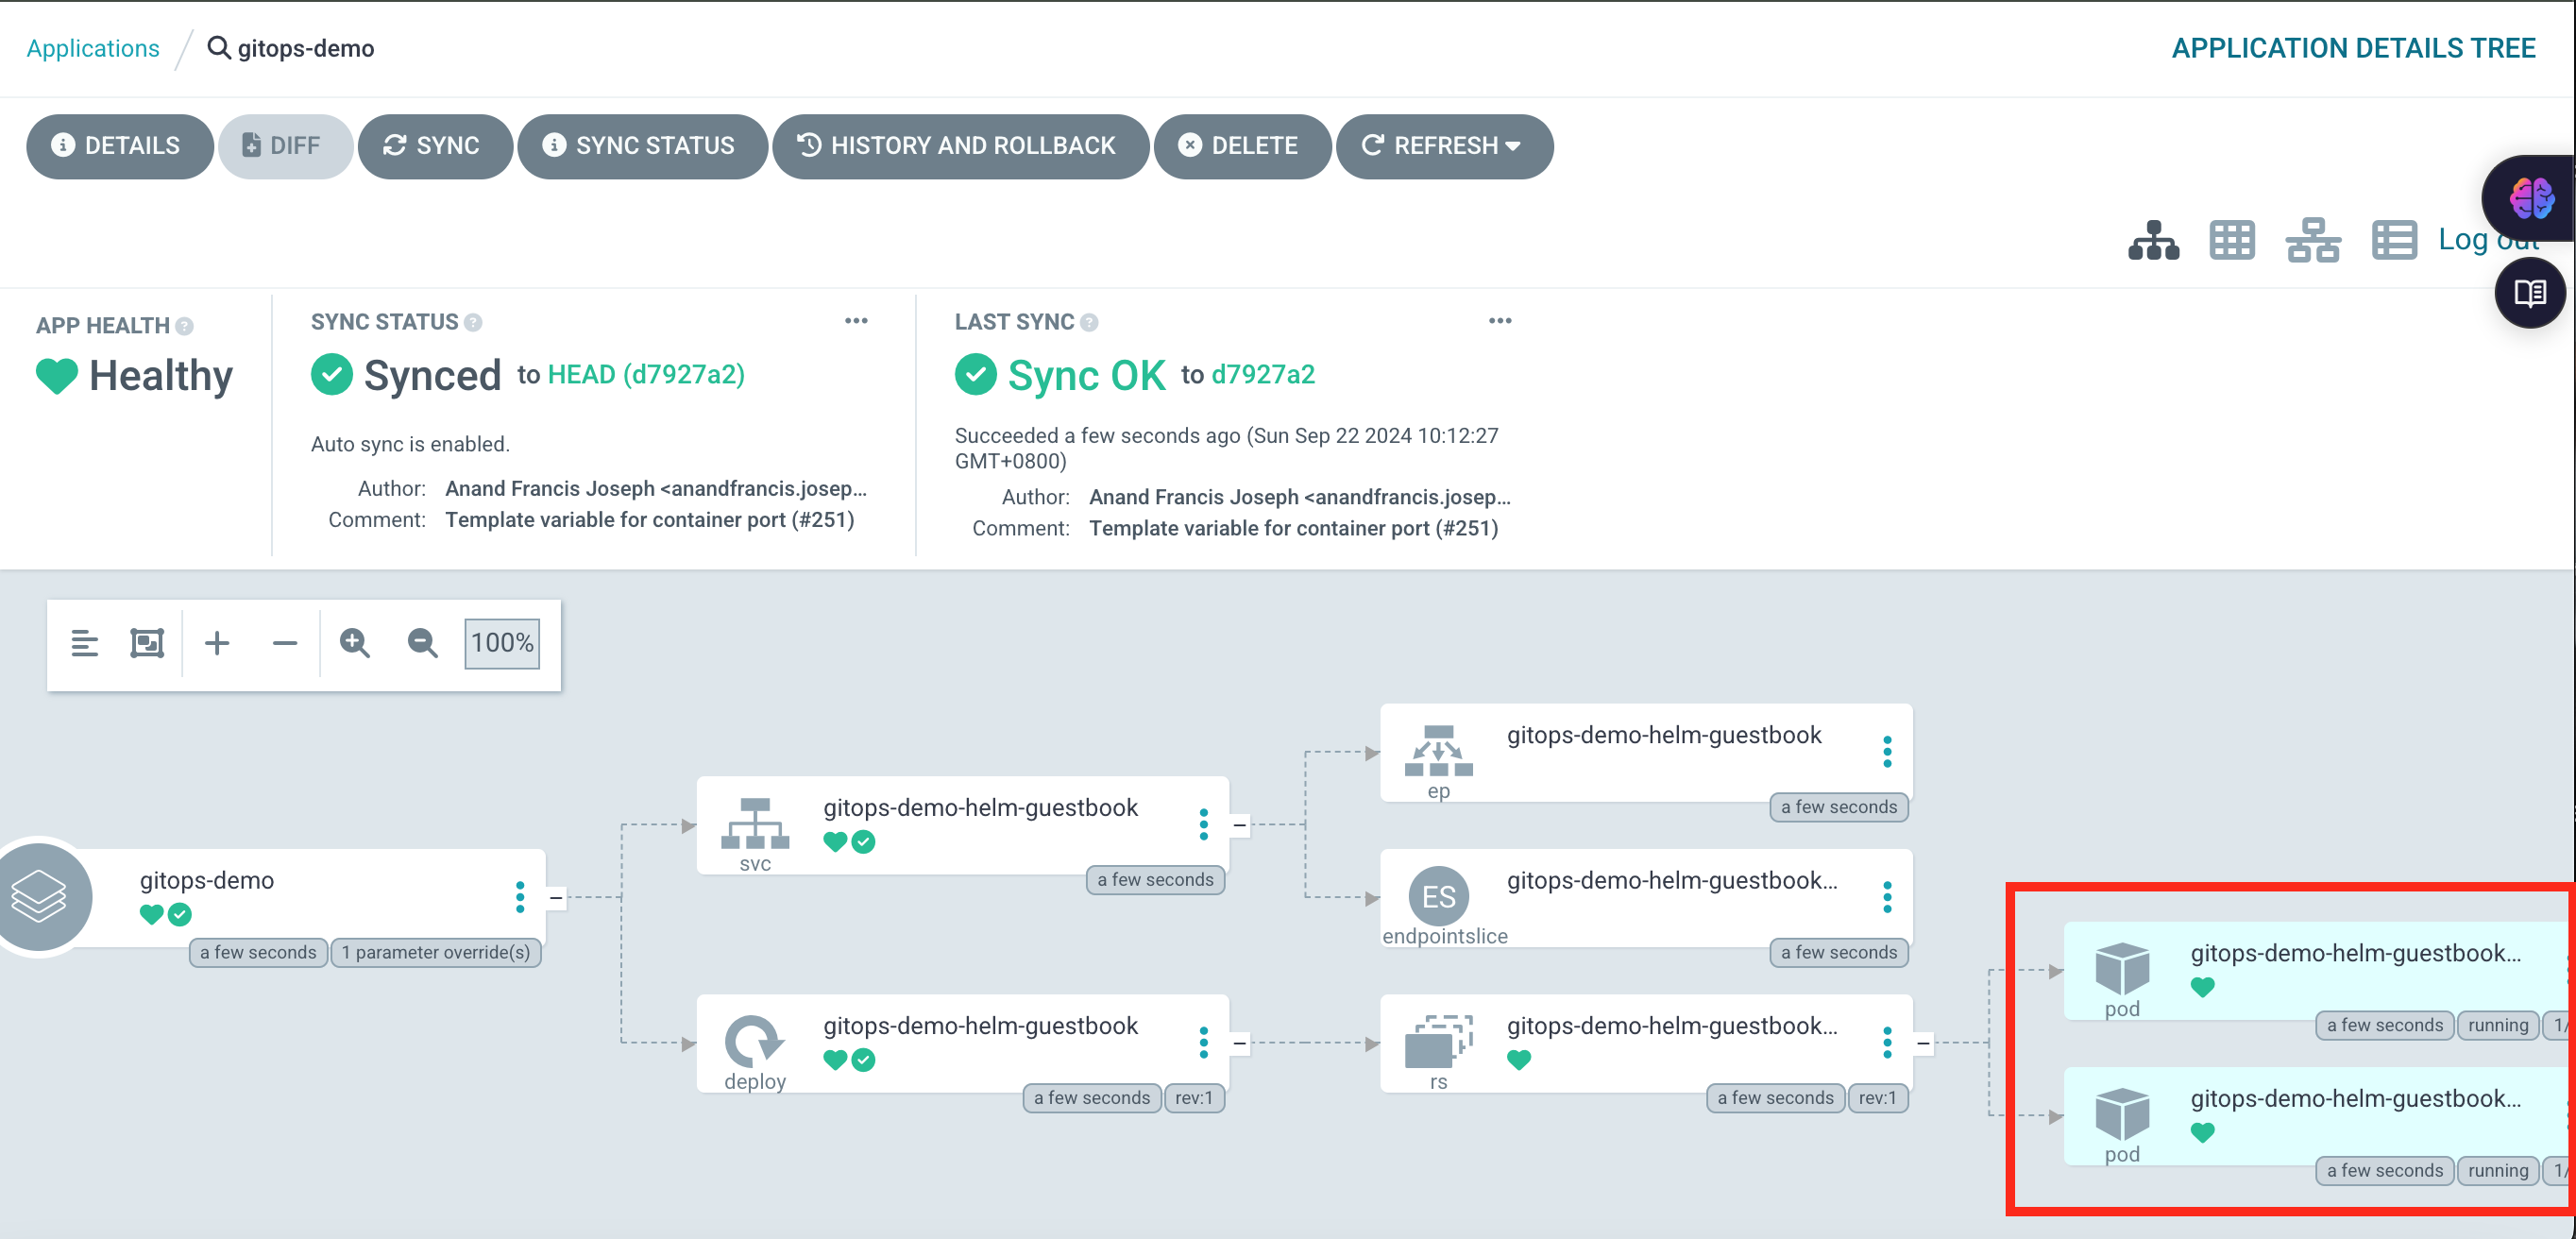 Applications / gitops-demo
APPLICATION DETAILS TREE
DETAILS
DIFF
SYNC
SYNC STATUS
HISTORY AND ROLLBACK
DELETE
REFRESH
Log out
APP HEALTH
Healthy
SYNC STATUS
Synced to HEAD (d7927a2)
Auto sync is enabled.
Author: Anand Francis Joseph <anandfrancis.josep...
Comment: Template variable for container port (#251)
LAST SYNC
Sync OK to d7927a2
Succeeded a few seconds ago (Sun Sep 22 2024 10:12:27
GMT+0800)
Author: Anand Francis Joseph <anandfrancis.josep...
Comment: Template variable for container port (#251)
100%
gitops-demo
a few seconds
1 parameter override(s)
svc
gitops-demo-helm-guestbook
a few seconds
deploy
gitops-demo-helm-guestbook
a few seconds
rev:1
ep
gitops-demo-helm-guestbook
a few seconds
ES
endpointslice
gitops-demo-helm-guestbook...
a few seconds
rs
gitops-demo-helm-guestbook...
a few seconds
rev:1
pod
gitops-demo-helm-guestbook...
a few seconds
running
1/
pod
gitops-demo-helm-guestbook...
a few seconds
running
1/